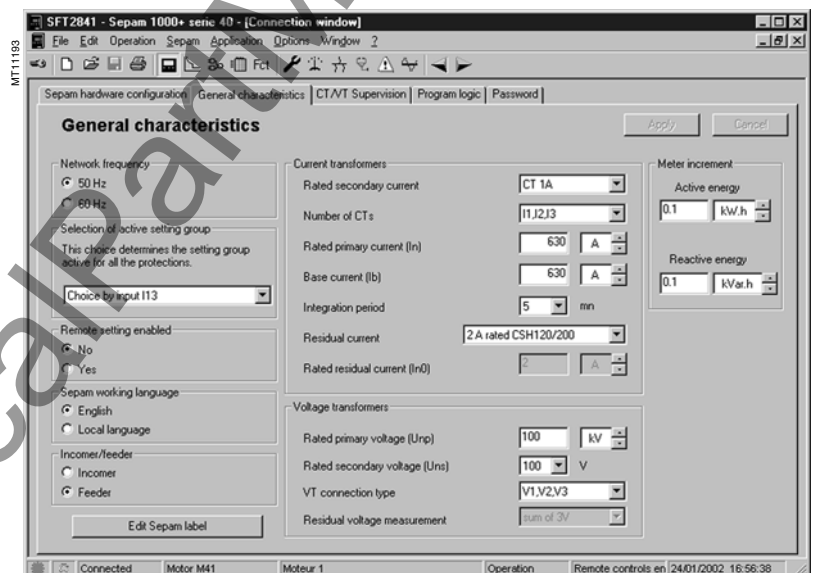 MT11193
SFT2841 - Sepam 1000+ serie 40 - [Connection window]
File Edit Operation Sepam Application Options Window ?
Fct
Sepam hardware configuration General characteristics CT/VT Supervision Program logic Password
General characteristics
Apply Cancel
Network frequency
50 Hz
60 Hz
Selection of active setting group
This choice determines the setting group
active for all the protections.
Choice by input I13
Remote setting enabled
No
Yes
Sepam working language
English
Local language
Incomer/feeder
Incomer
Feeder
Edit Sepam label
Current transformers
Rated secondary current CT 1A
Number of CTs I1,I2,I3
Rated primary current (In) 630 A
Base current (Ib) 630 A
Integration period 5 mn
Residual current 2 A rated CSH120/200
Rated residual current (In0) 2 A
Voltage transformers
Rated primary voltage (Unp) 100 kV
Rated secondary voltage (Uns) 100 V
VT connection type V1,V2,V3
Residual voltage measurement sum of 3V
Meter increment
Active energy
0.1 kW.h
Reactive energy
0.1 kVar.h
Connected Motor M41 Moteur 1 Operation Remote controls en 24/01/2002 16:56:38